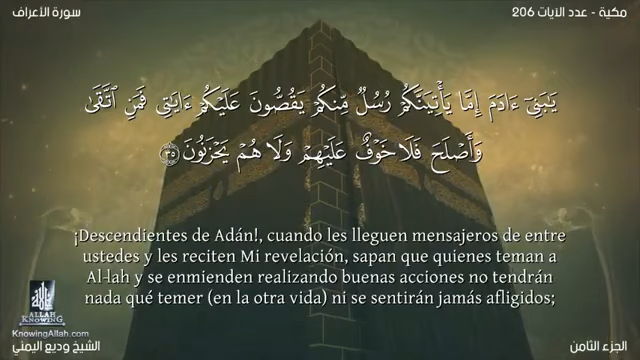 سورة الأعراف
مكية - عدد الآيات 206
يَٰبَنِىٓ ءَادَمَ إِمَّا يَأْتِيَنَّكُمْ رُسُلٌ مِّنكُمْ يَقُصُّونَ عَلَيْكُمْ ءَايَٰتِى فَمَنِ ٱتَّقَىٰ
وَأَصْلَحَ فَلَا خَوْفٌ عَلَيْهِمْ وَلَا هُمْ يَحْزَنُونَ ٣٥
¡Descendientes de Adán!, cuando les lleguen mensajeros de entre
ustedes y les reciten Mi revelación, sapan que quienes teman a
Al-lah y se enmienden realizando buenas acciones no tendrán
nada qué temer (en la otra vida) ni se sentirán jamás afligidos;
ALLAH
KNOWING
KnowingAllah.com
الشيخ وديع اليمني
الجزء الثامن